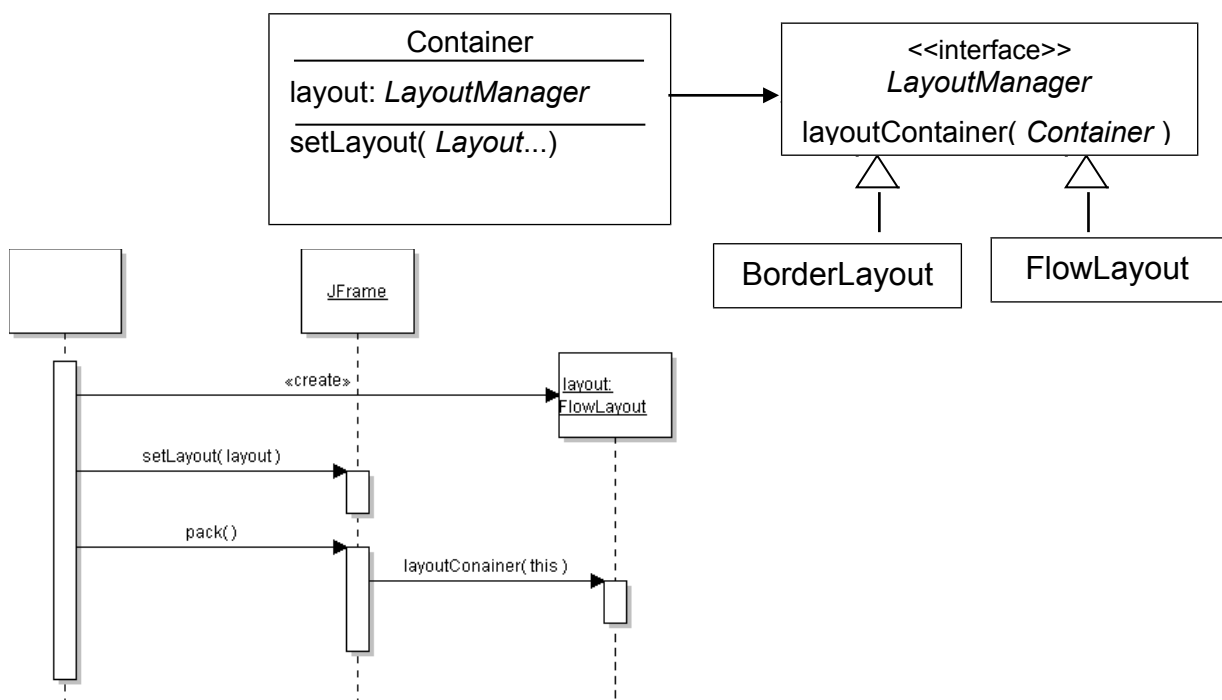 Container
layout: LayoutManager
setLayout( Layout...)
<<interface>>
LayoutManager
layoutContainer( Container )
BorderLayout
FlowLayout
JFrame
«create»
layout:
FlowLayout
setLayout( layout )
pack( )
layoutConainer( this )